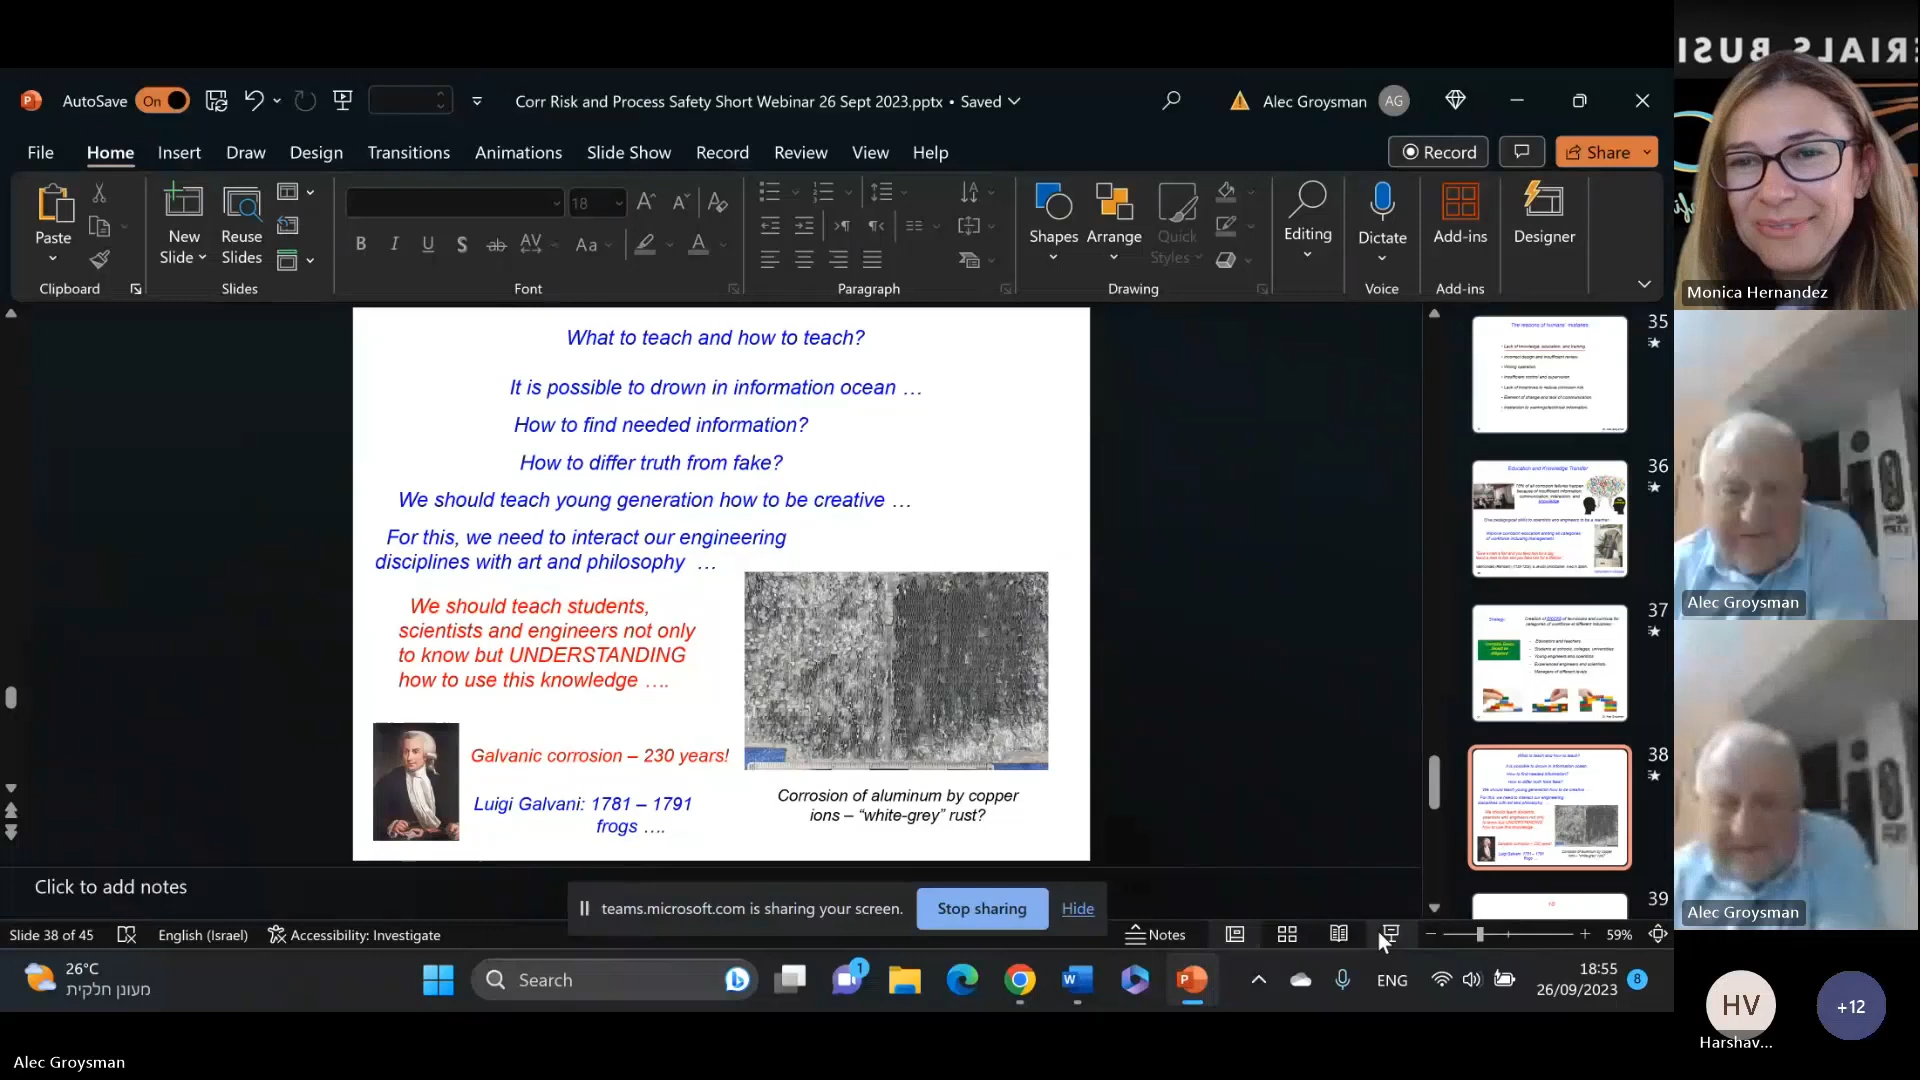 AutoSave On
Corr Risk and Process Safety Short Webinar 26 Sept 2023.pptx • Saved
Alec Groysman AG
File Home Insert Draw Design Transitions Animations Slide Show Record Review View Help
Record Share
Paste
New Slide
Reuse Slides
18
Shapes Arrange Quick Styles
Editing
Dictate
Add-ins
Designer
Clipboard Slides Font Paragraph Drawing Voice Add-ins
What to teach and how to teach?
It is possible to drown in information ocean …
How to find needed information?
How to differ truth from fake?
We should teach young generation how to be creative …
For this, we need to interact our engineering
disciplines with art and philosophy …
We should teach students,
scientists and engineers not only
to know but UNDERSTANDING
how to use this knowledge ….
Galvanic corrosion – 230 years!
Luigi Galvani: 1781 – 1791
frogs ….
Corrosion of aluminum by copper
ions – “white-grey” rust?
35
36
Education and Knowledge Transfer
37
38
39
Click to add notes
teams.microsoft.com is sharing your screen. Stop sharing Hide
Slide 38 of 45 English (Israel) Accessibility: Investigate Notes 59%
26°C
מעונן חלקית
Search
1
ENG
18:55
26/09/2023
8
Monica Hernandez
Alec Groysman
Alec Groysman
HV
Harshav...
+12
Alec Groysman